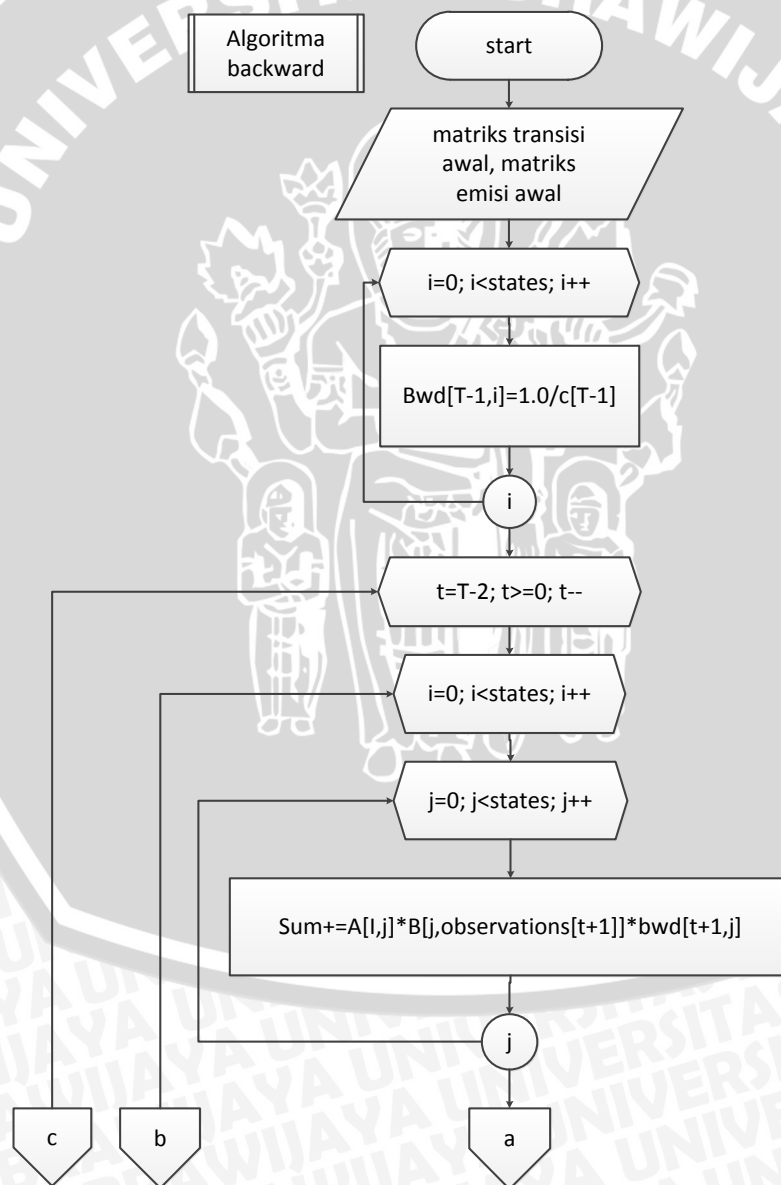 Algoritma
backward
start
matriks transisi
awal, matriks
emisi awal
i=0; i<states; i++
Bwd[T-1,i]=1.0/c[T-1]
i
t=T-2; t>=0; t--
i=0; i<states; i++
j=0; j<states; j++
Sum+=A[I,j]*B[j,observations[t+1]]*bwd[t+1,j]
j
c
b
a